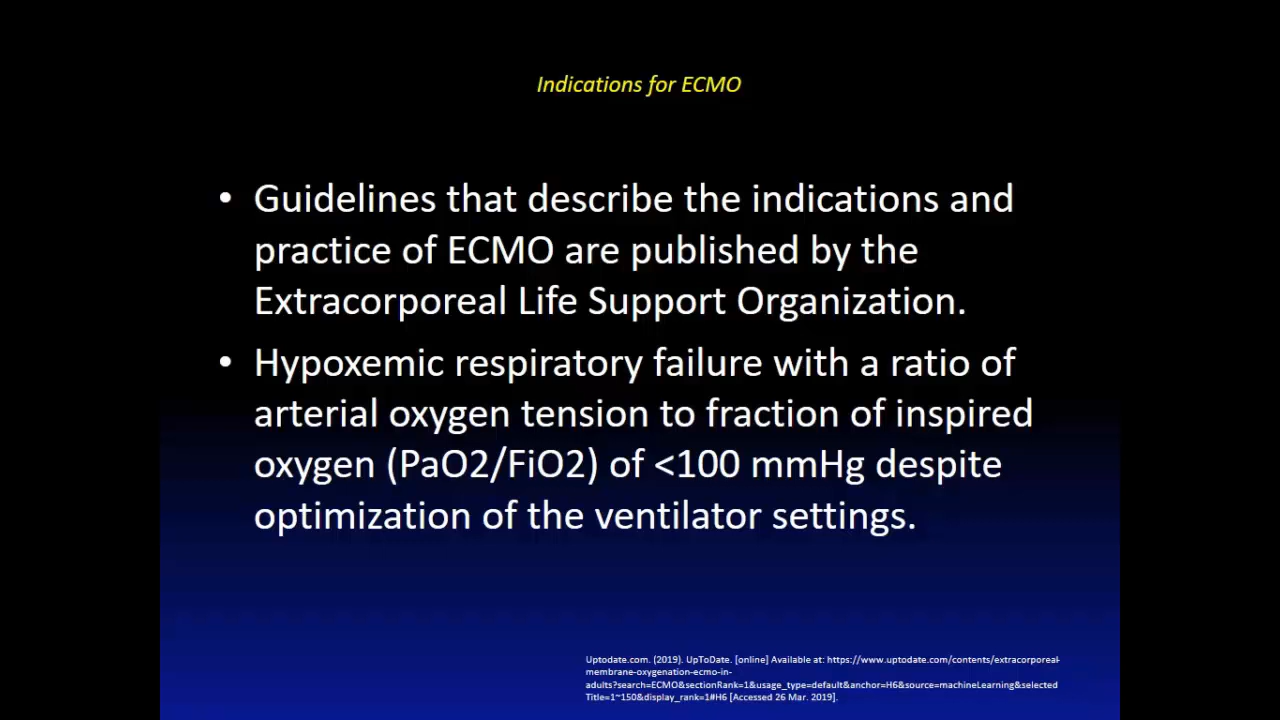 Indications for ECMO
• Guidelines that describe the indications and
practice of ECMO are published by the
Extracorporeal Life Support Organization.
• Hypoxemic respiratory failure with a ratio of
arterial oxygen tension to fraction of inspired
oxygen (PaO2/FiO2) of <100 mmHg despite
optimization of the ventilator settings.
Uptodate.com. (2019). UpToDate. [online] Available at: https://www.uptodate.com/contents/extracorporeal-
membrane-oxygenation-ecmo-in-
adults?search=ECMO&sectionRank=1&usage_type=default&anchor=H6&source=machineLearning&selected
Title=1~150&display_rank=1#H6 [Accessed 26 Mar. 2019].